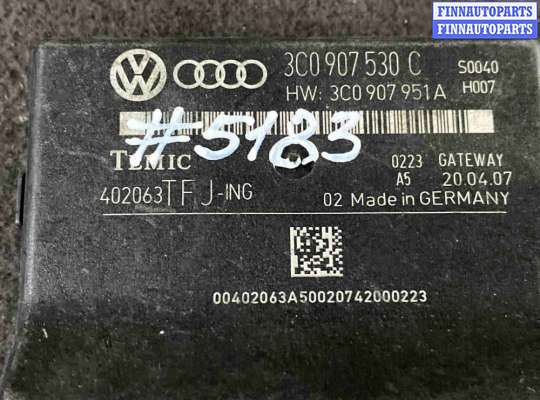 FINNAUTOPARTS
FINNAUTOPARTS
3C0 907 530 C S0040
HW: 3C0 907 951 A H007
#5183
TEMIC 0223 GATEWAY
402063TFJ-ING A5 20.04.07
02 Made in GERMANY
00402063A50020742000223